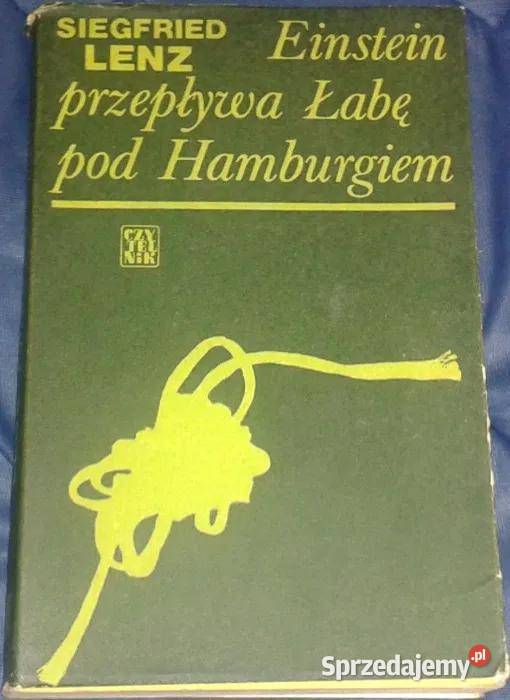 SIEGFRIED
LENZ
Einstein
przepływa Łabę
pod Hamburgiem
CZY
TEL
NiK
Sprzedajemy.pl